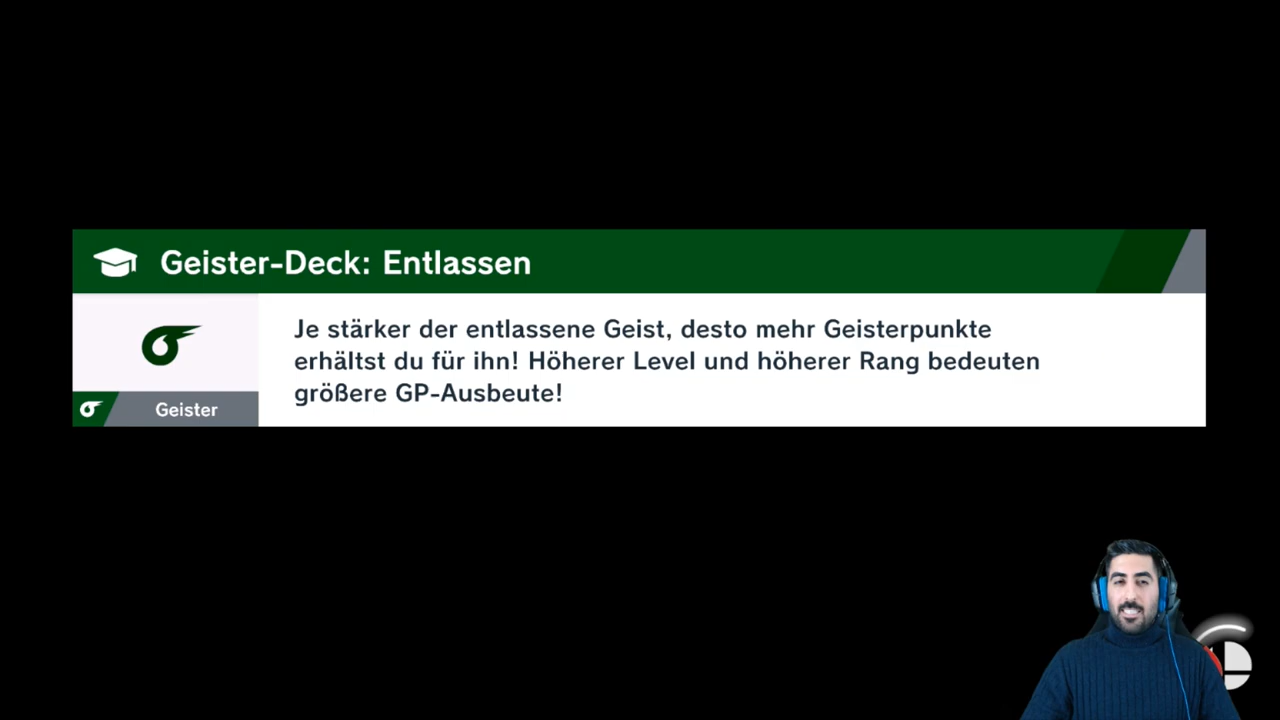 Geister-Deck: Entlassen
Je stärker der entlassene Geist, desto mehr Geisterpunkte
erhältst du für ihn! Höherer Level und höherer Rang bedeuten
größere GP-Ausbeute!
Geister